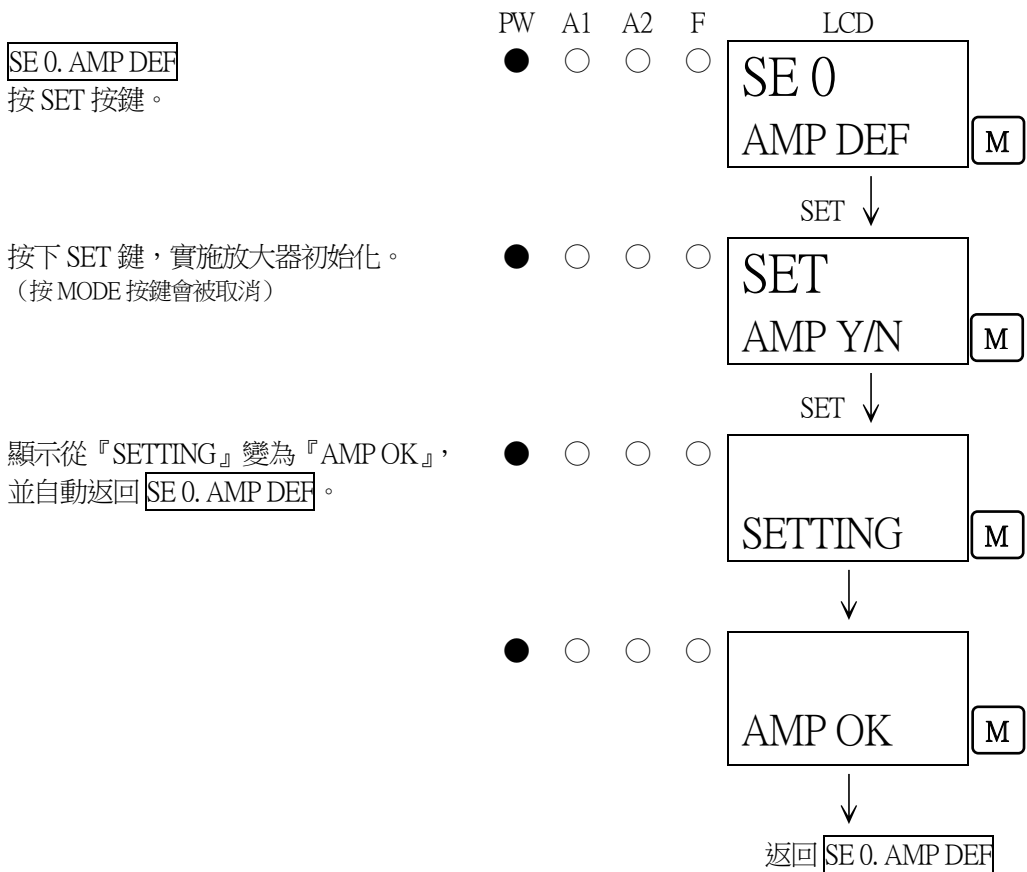 PW A1 A2 F LCD
SE 0. AMP DEF
按 SET 按鍵。
SE 0
AMP DEF
M
SET
按下 SET 鍵，實施放大器初始化。
（按 MODE 按鍵會被取消）
SET
AMP Y/N
M
SET
顯示從『SETTING』變為『AMP OK』，
並自動返回 SE 0. AMP DEF。
SETTING
M
AMP OK
M
返回 SE 0. AMP DEF